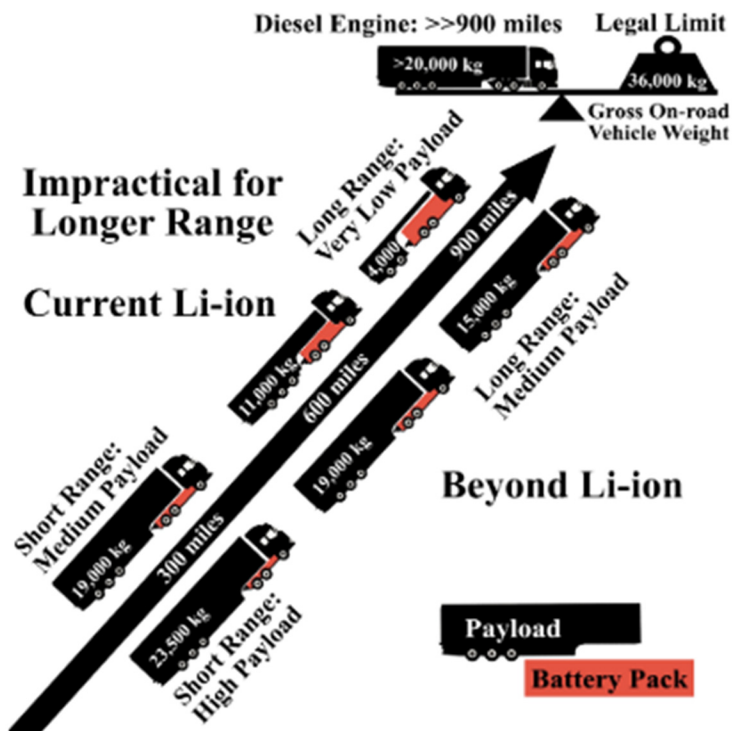 Diesel Engine: >>900 miles
Legal Limit
>20,000 kg
36,000 kg
Gross On-road
Vehicle Weight
Impractical for
Longer Range
Long Range:
Very Low Payload
4,000
900 miles
15,000 kg
Long Range:
Medium Payload
Current Li-ion
11,000 kg
600 miles
19,000 kg
Beyond Li-ion
Short Range:
Medium Payload
19,000 kg
300 miles
23,500 kg
Short Range:
High Payload
Payload
Battery Pack